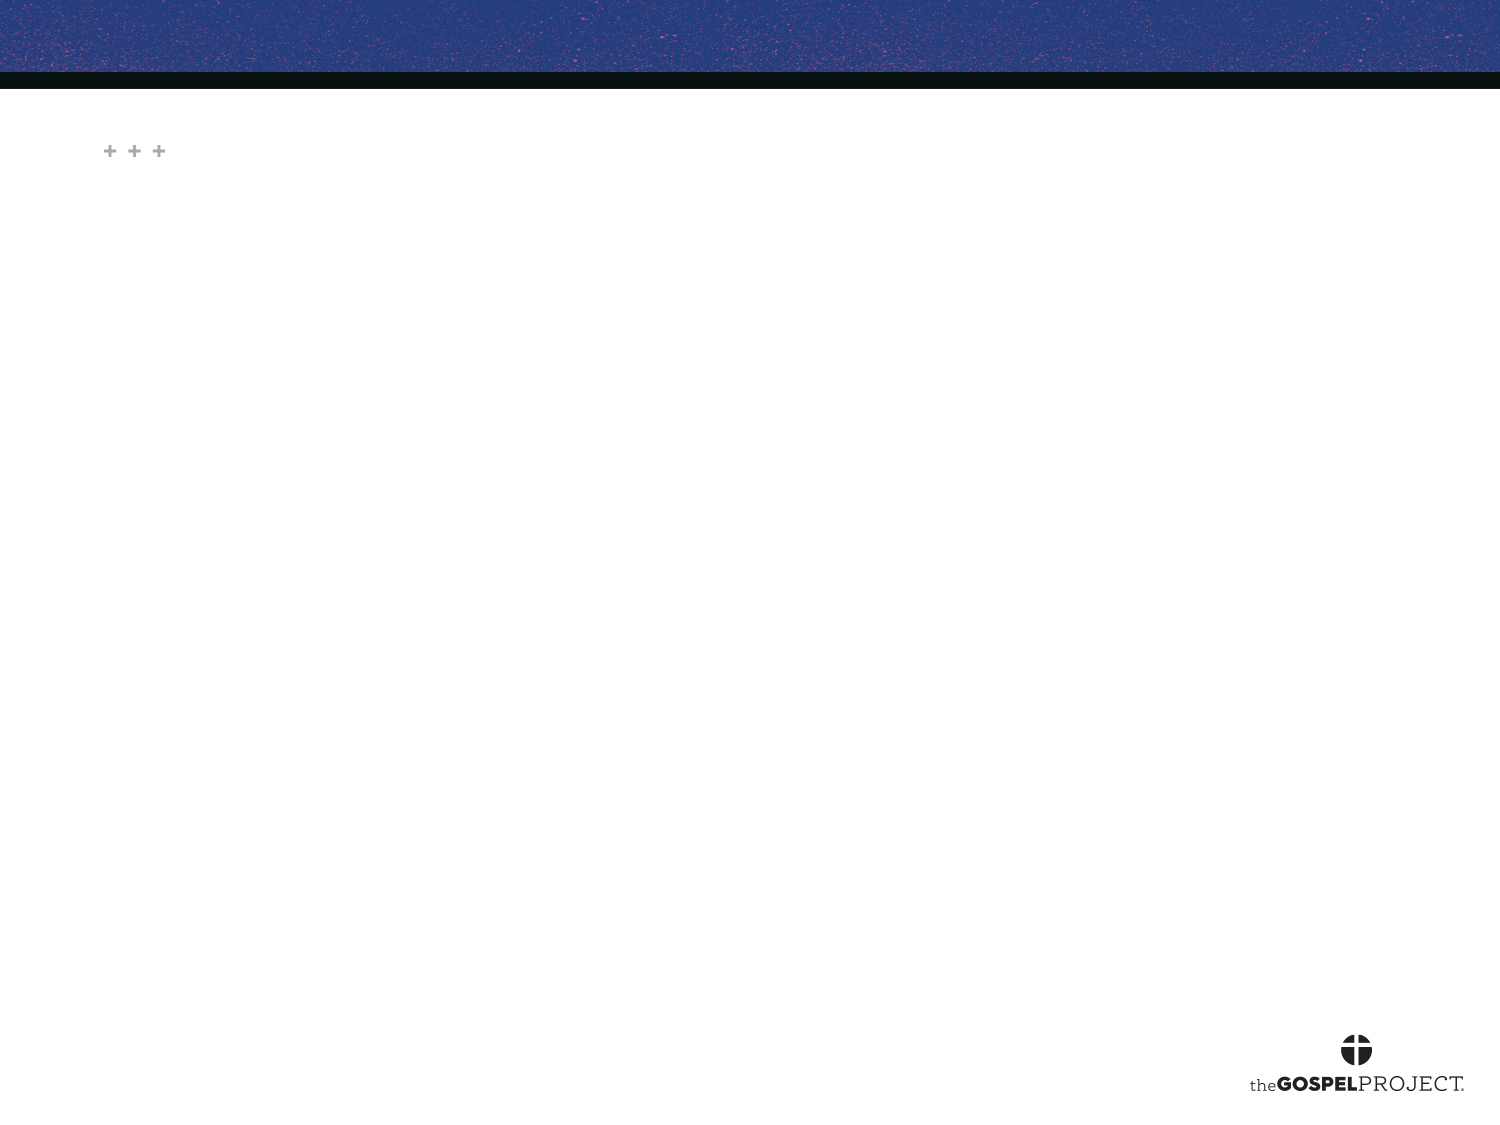 + + +
theGOSPELPROJECT.